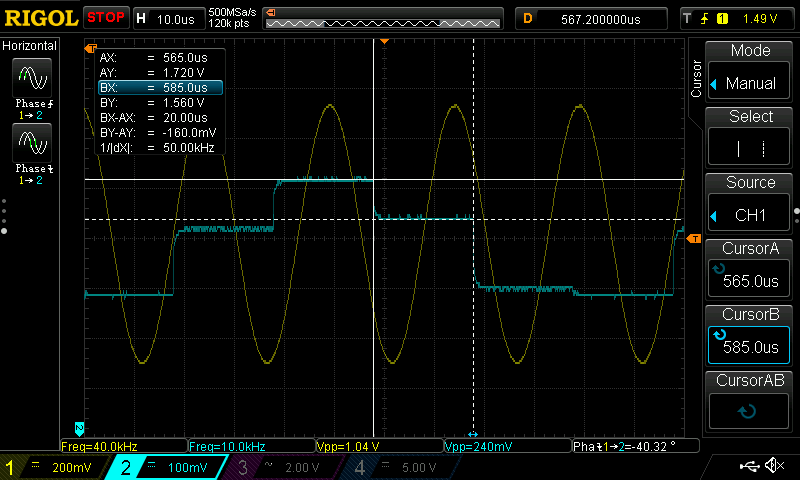 RIGOL STOP H 10.0us 500MSa/s 120k pts D 567.200000us T 1 1.49 V
Horizontal
Phase
1→2
Phase
1→2
AX: = 565.0us
AY: = 1.720 V
BX: = 585.0us
BY: = 1.560 V
BX-AX: = 20.00us
BY-AY: = -160.0mV
1/|dX|: = 50.00kHz
T
T
2
Cursor
Mode
Manual
Select
Source
CH1
CursorA
565.0us
CursorB
585.0us
CursorAB
Freq=40.0kHz Freq=10.0kHz Vpp=1.04 V Vpp=240mV Pha1→2=-40.32 °
1 200mV 2 100mV 3 2.00 V 4 5.00 V